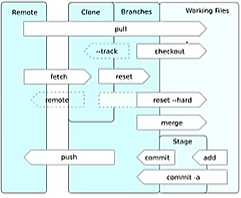 Remote Clone Branches Working Files
pull
--track checkout
fetch reset
remote reset --hard
merge
Stage
push commit add
commit -a